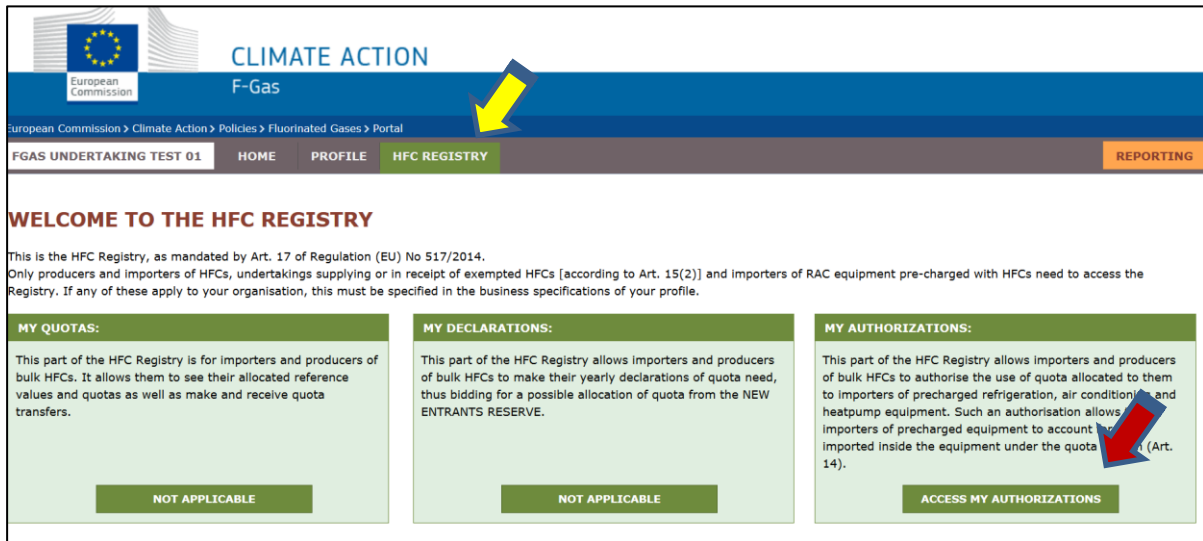 European
Commission
CLIMATE ACTION
F-Gas
European Commission > Climate Action > Policies > Fluorinated Gases > Portal
FGAS UNDERTAKING TEST 01 HOME PROFILE HFC REGISTRY REPORTING
WELCOME TO THE HFC REGISTRY
This is the HFC Registry, as mandated by Art. 17 of Regulation (EU) No 517/2014.
Only producers and importers of HFCs, undertakings supplying or in receipt of exempted HFCs [according to Art. 15(2)] and importers of RAC equipment pre-charged with HFCs need to access the
Registry. If any of these apply to your organisation, this must be specified in the business specifications of your profile.
MY QUOTAS:
This part of the HFC Registry is for importers and producers of
bulk HFCs. It allows them to see their allocated reference
values and quotas as well as make and receive quota
transfers.
NOT APPLICABLE
MY DECLARATIONS:
This part of the HFC Registry allows importers and producers
of bulk HFCs to make their yearly declarations of quota need,
thus bidding for a possible allocation of quota from the NEW
ENTRANTS RESERVE.
NOT APPLICABLE
MY AUTHORIZATIONS:
This part of the HFC Registry allows importers and producers
of bulk HFCs to authorise the use of quota allocated to them
to importers of precharged refrigeration, air conditioning and
heatpump equipment. Such an authorisation allows
importers of precharged equipment to account
imported inside the equipment under the quota (Art.
14).
ACCESS MY AUTHORIZATIONS